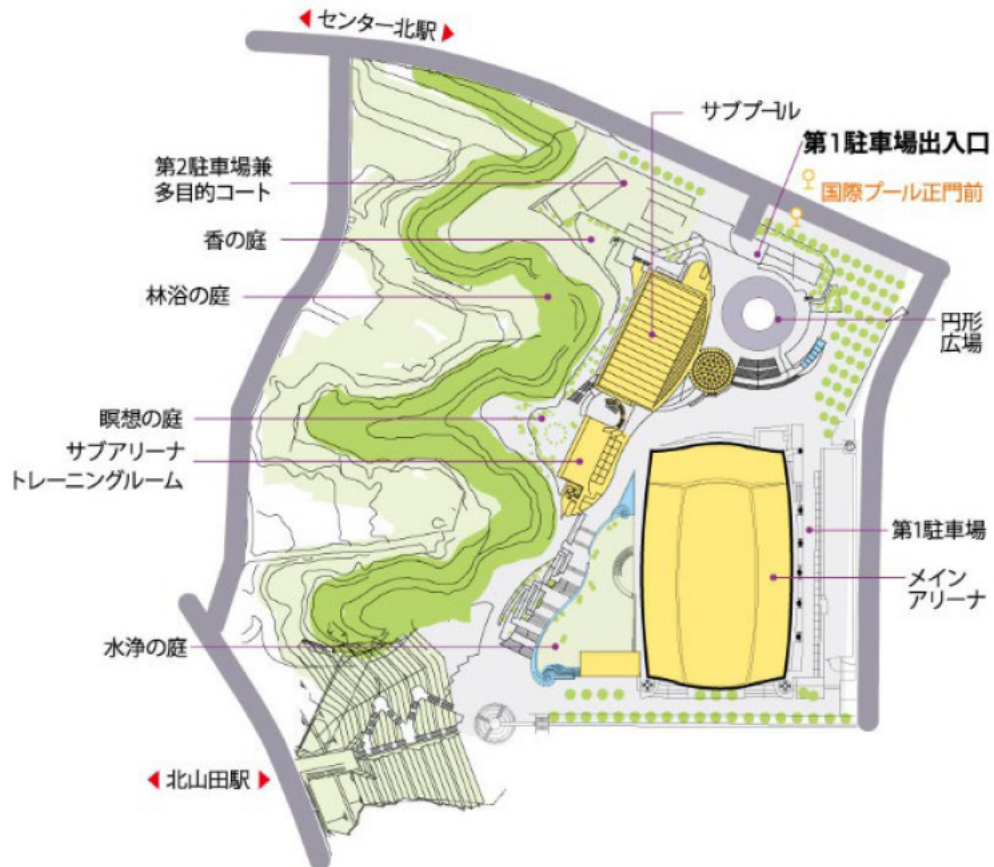 センター北駅
サブプール
第1駐車場出入口
国際プール正門前
第2駐車場兼
多目的コート
香の庭
林浴の庭
円形
広場
瞑想の庭
サブアリーナ
トレーニングルーム
第1駐車場
メイン
アリーナ
水浄の庭
北山田駅